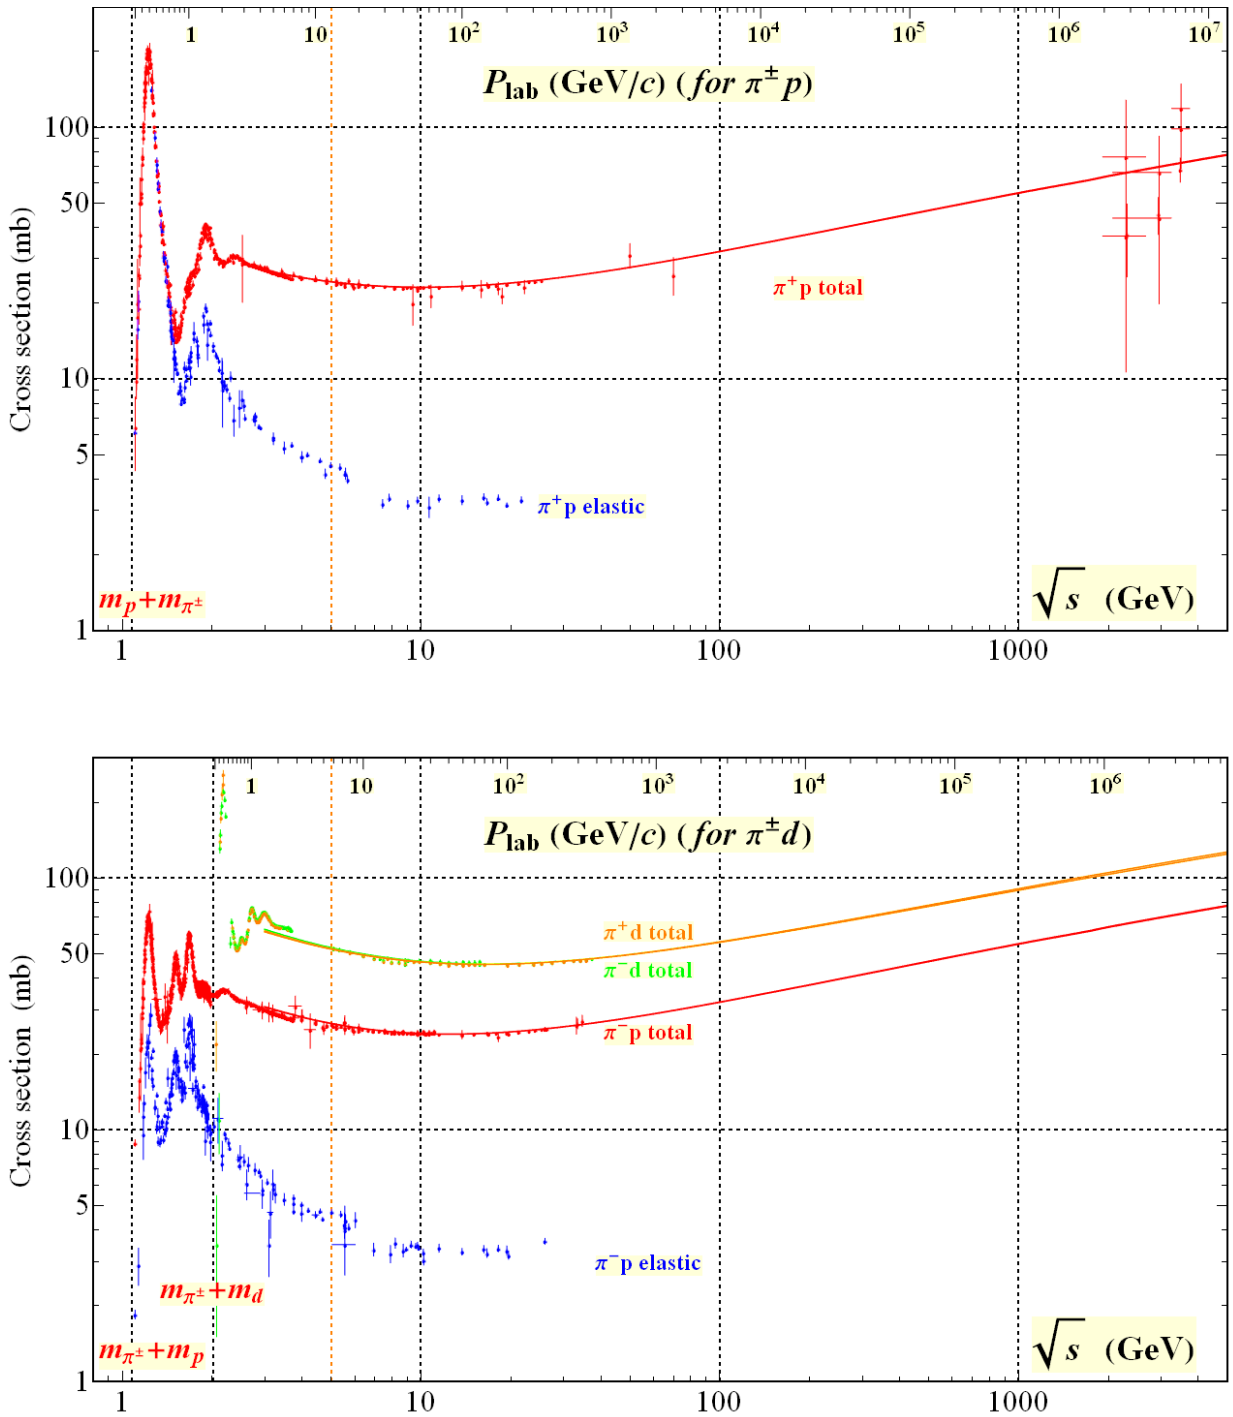 1 10 10² 10³ 10⁴ 10⁵ 10⁶ 10⁷
P_lab (GeV/c) (for π±p)
100
50
π⁺p total
Cross section (mb)
10
5
π⁺p elastic
m_p+m_π±
√s (GeV)
1
1 10 100 1000
1 10 10² 10³ 10⁴ 10⁵ 10⁶
P_lab (GeV/c) (for π±d)
100
π⁺d total
50
π⁻d total
π⁻p total
Cross section (mb)
10
5
π⁻p elastic
m_π±+m_d
m_π±+m_p
√s (GeV)
1
1 10 100 1000